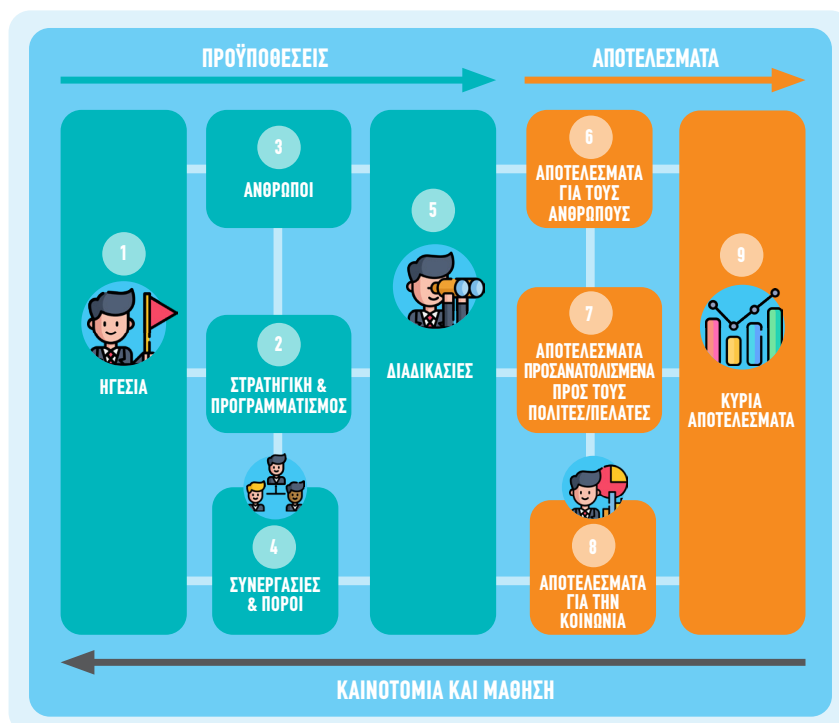 ΠΡΟΫΠΟΘΕΣΕΙΣ
ΑΠΟΤΕΛΕΣΜΑΤΑ
1
ΗΓΕΣΙΑ
3
ΑΝΘΡΩΠΟΙ
2
ΣΤΡΑΤΗΓΙΚΗ &
ΠΡΟΓΡΑΜΜΑΤΙΣΜΟΣ
4
ΣΥΝΕΡΓΑΣΙΕΣ
& ΠΟΡΟΙ
5
ΔΙΑΔΙΚΑΣΙΕΣ
6
ΑΠΟΤΕΛΕΣΜΑΤΑ
ΓΙΑ ΤΟΥΣ
ΑΝΘΡΩΠΟΥΣ
7
ΑΠΟΤΕΛΕΣΜΑΤΑ
ΠΡΟΣΑΝΑΤΟΛΙΣΜΕΝΑ
ΠΡΟΣ ΤΟΥΣ
ΠΟΛΙΤΕΣ/ΠΕΛΑΤΕΣ
8
ΑΠΟΤΕΛΕΣΜΑΤΑ
ΓΙΑ ΤΗΝ
ΚΟΙΝΩΝΙΑ
9
ΚΥΡΙΑ
ΑΠΟΤΕΛΕΣΜΑΤΑ
ΚΑΙΝΟΤΟΜΙΑ ΚΑΙ ΜΑΘΗΣΗ